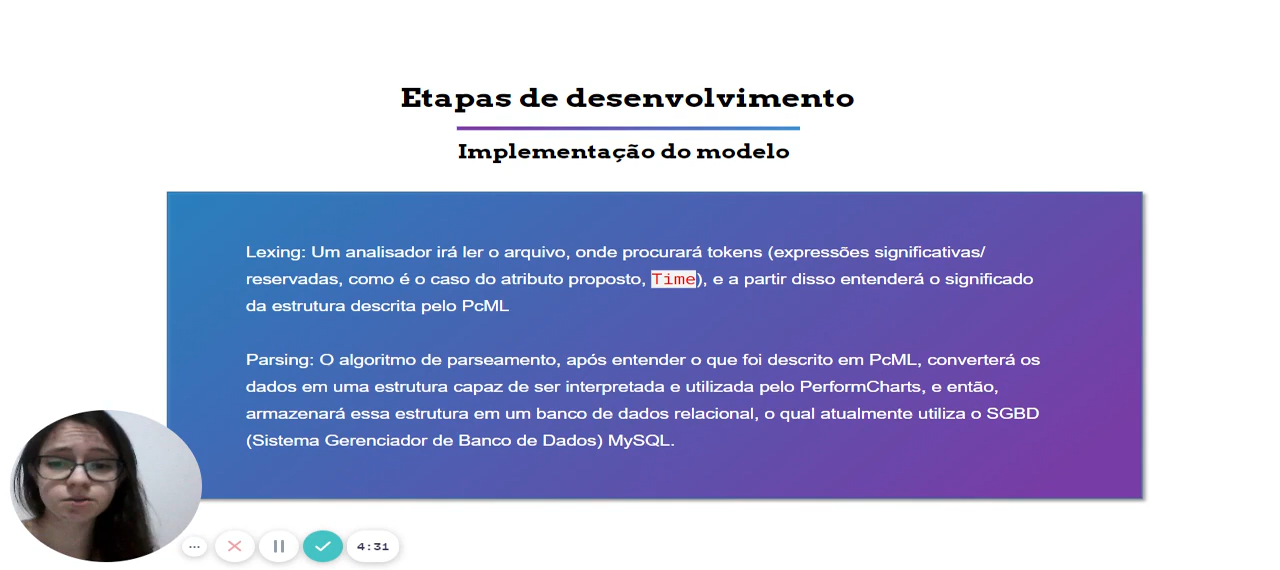 Etapas de desenvolvimento
Implementação do modelo
Lexing: Um analisador irá ler o arquivo, onde procurará tokens (expressões significativas/
reservadas, como é o caso do atributo proposto, Time), e a partir disso entenderá o significado
da estrutura descrita pelo PcML
Parsing: O algoritmo de parseamento, após entender o que foi descrito em PcML, converterá os
dados em uma estrutura capaz de ser interpretada e utilizada pelo PerformCharts, e então,
armazenará essa estrutura em um banco de dados relacional, o qual atualmente utiliza o SGBD
(Sistema Gerenciador de Banco de Dados) MySQL.
4:31